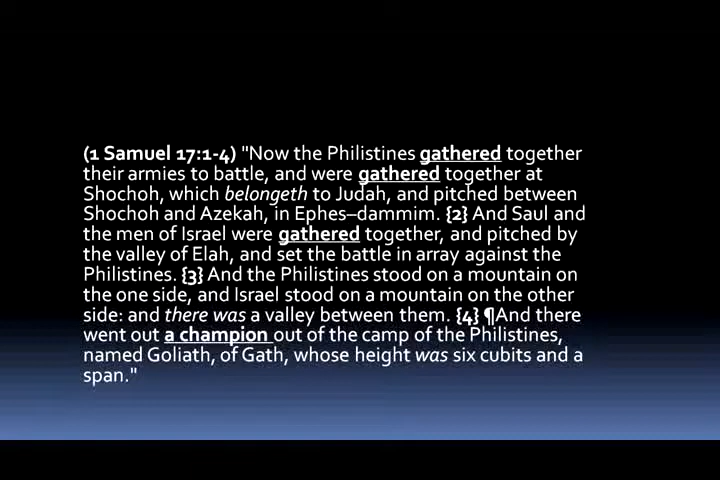 (1 Samuel 17:1-4) "Now the Philistines gathered together
their armies to battle, and were gathered together at
Shochoh, which belongeth to Judah, and pitched between
Shochoh and Azekah, in Ephes–dammim. {2} And Saul and
the men of Israel were gathered together, and pitched by
the valley of Elah, and set the battle in array against the
Philistines. {3} And the Philistines stood on a mountain on
the one side, and Israel stood on a mountain on the other
side: and there was a valley between them. {4} ¶And there
went out a champion out of the camp of the Philistines,
named Goliath, of Gath, whose height was six cubits and a
span."